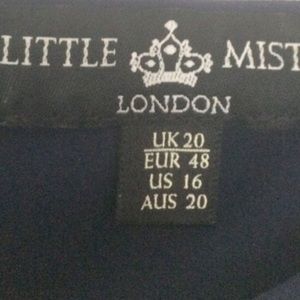 LITTLE MIST
LONDON
UK 20
EUR 48
US 16
AUS 20